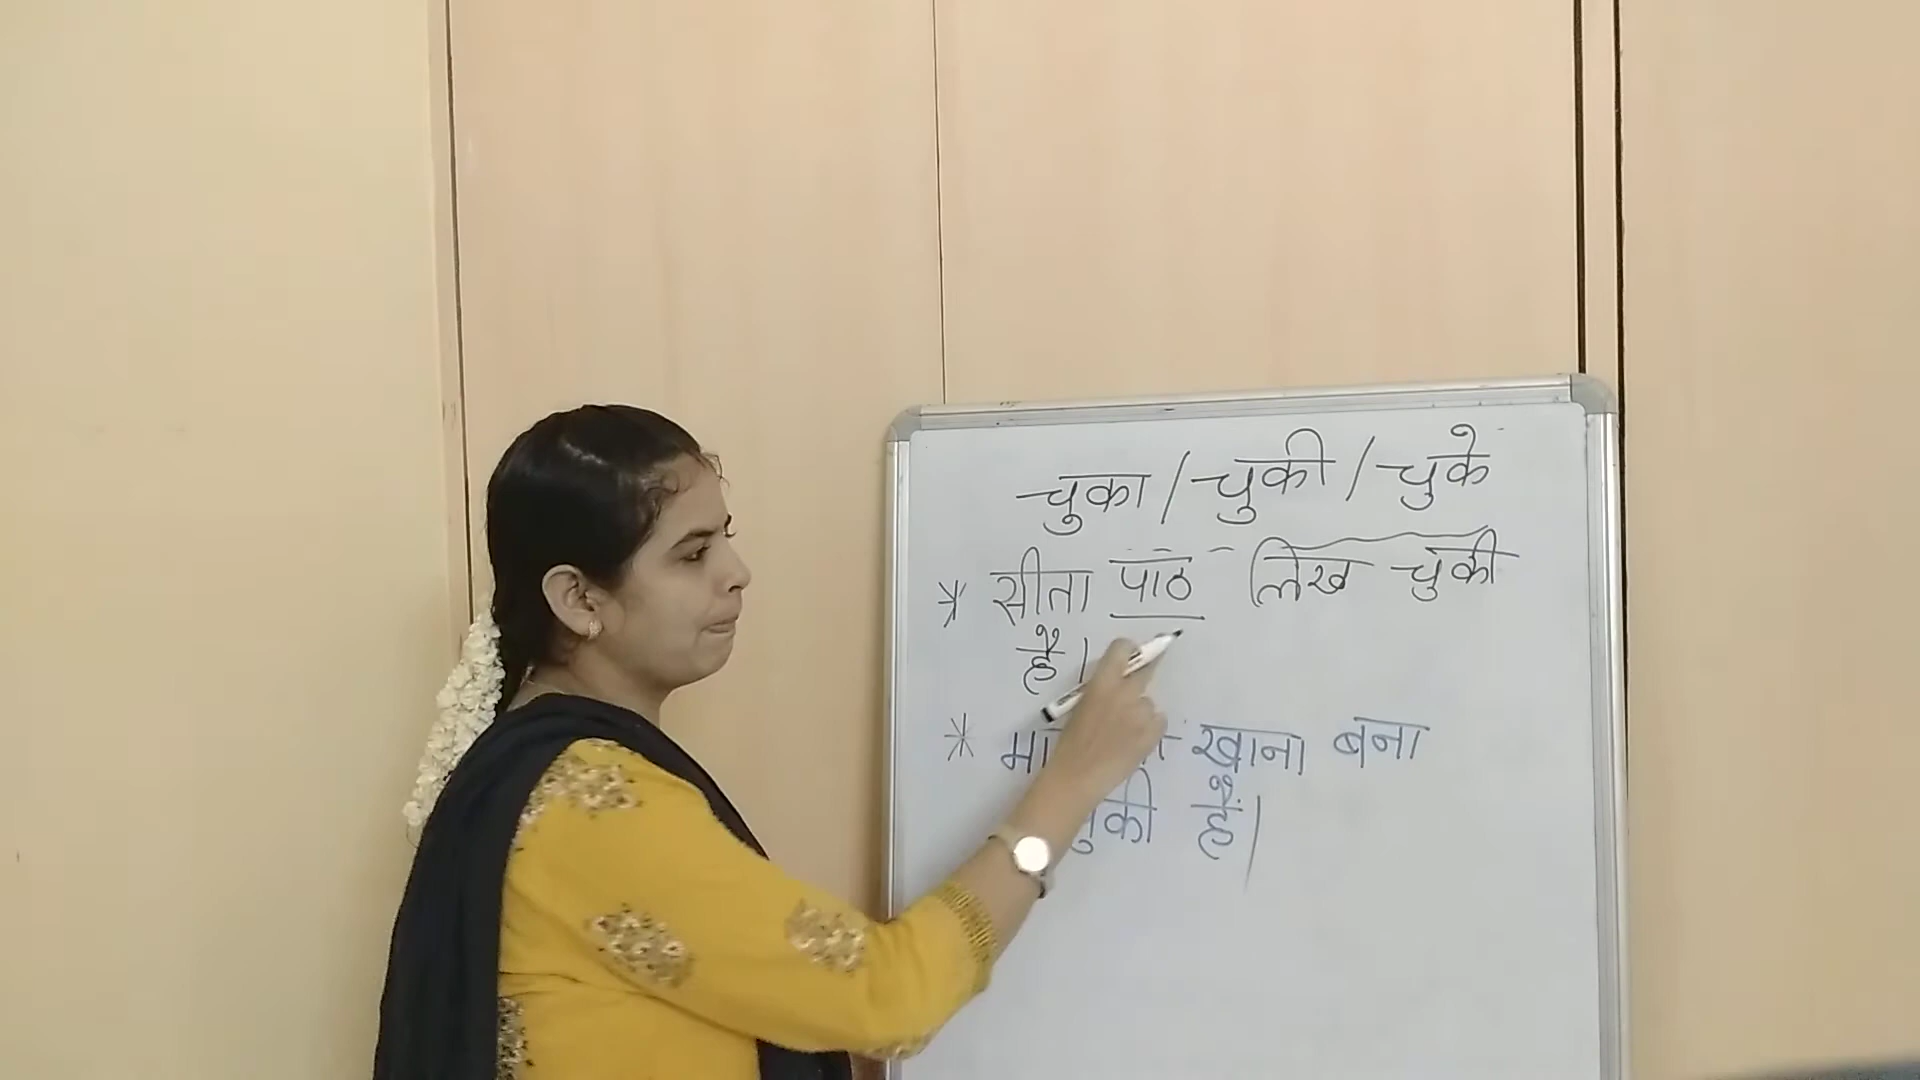 चुका / चुकी / चुके
* सीता पाठ लिख चुकी
है।
* खाना बना
चुकी हैं।